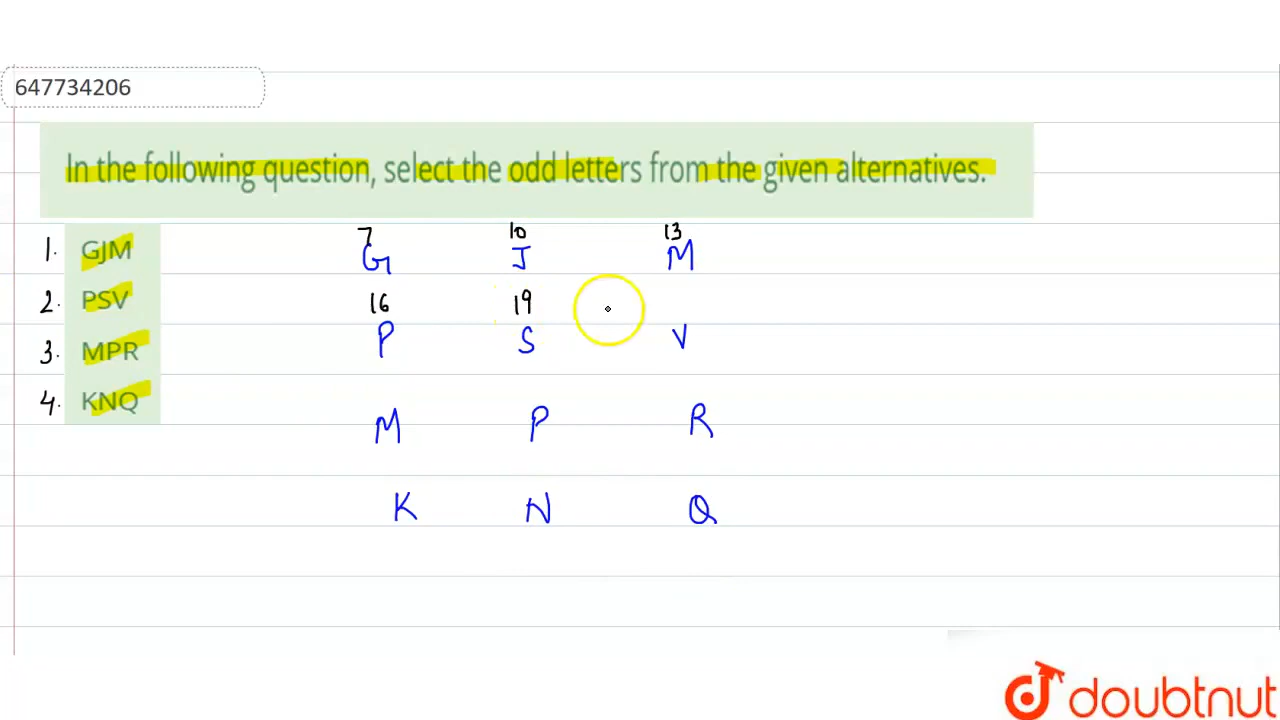 647734206
In the following question, select the odd letters from the given alternatives.
1. GJM
2. PSV
3. MPR
4. KNQ
7 10 13
G J M
16 19
P S V
M P R
K N Q
doubtnut